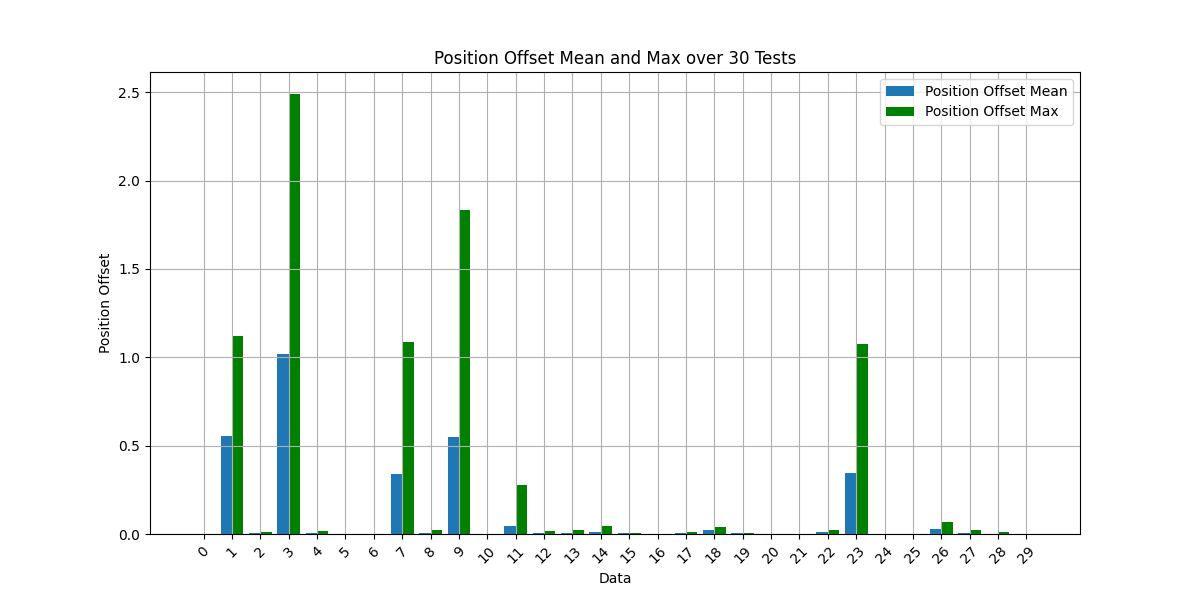 Position Offset Mean and Max over 30 Tests
Position Offset Mean
Position Offset Max
2.5
2.0
1.5
1.0
0.5
0.0
Position Offset
0 1 2 3 4 5 6 7 8 9 10 11 12 13 14 15 16 17 18 19 20 21 22 23 24 25 26 27 28 29
Data